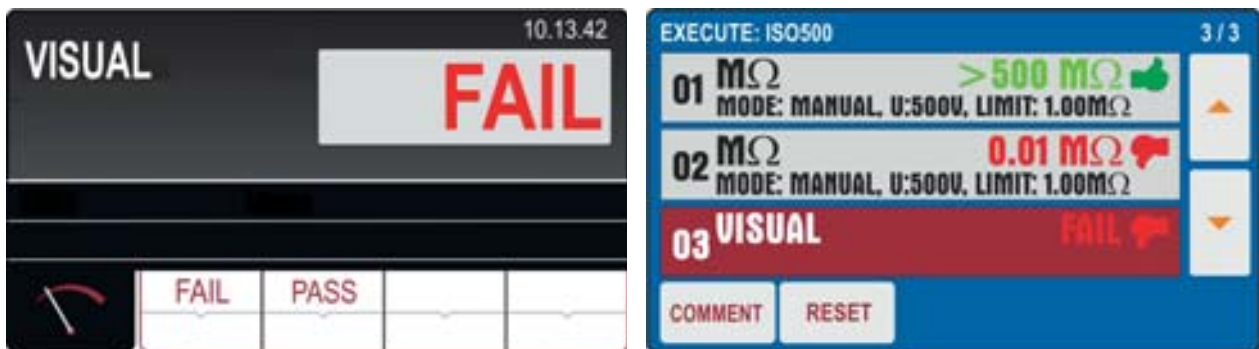 10.13.42
VISUAL
FAIL
FAIL PASS
EXECUTE: ISO500 3 / 3
01 MΩ >500 MΩ
MODE: MANUAL, U:500V, LIMIT: 1.00MΩ
02 MΩ 0.01 MΩ
MODE: MANUAL, U:500V, LIMIT: 1.00MΩ
03 VISUAL FAIL
COMMENT RESET